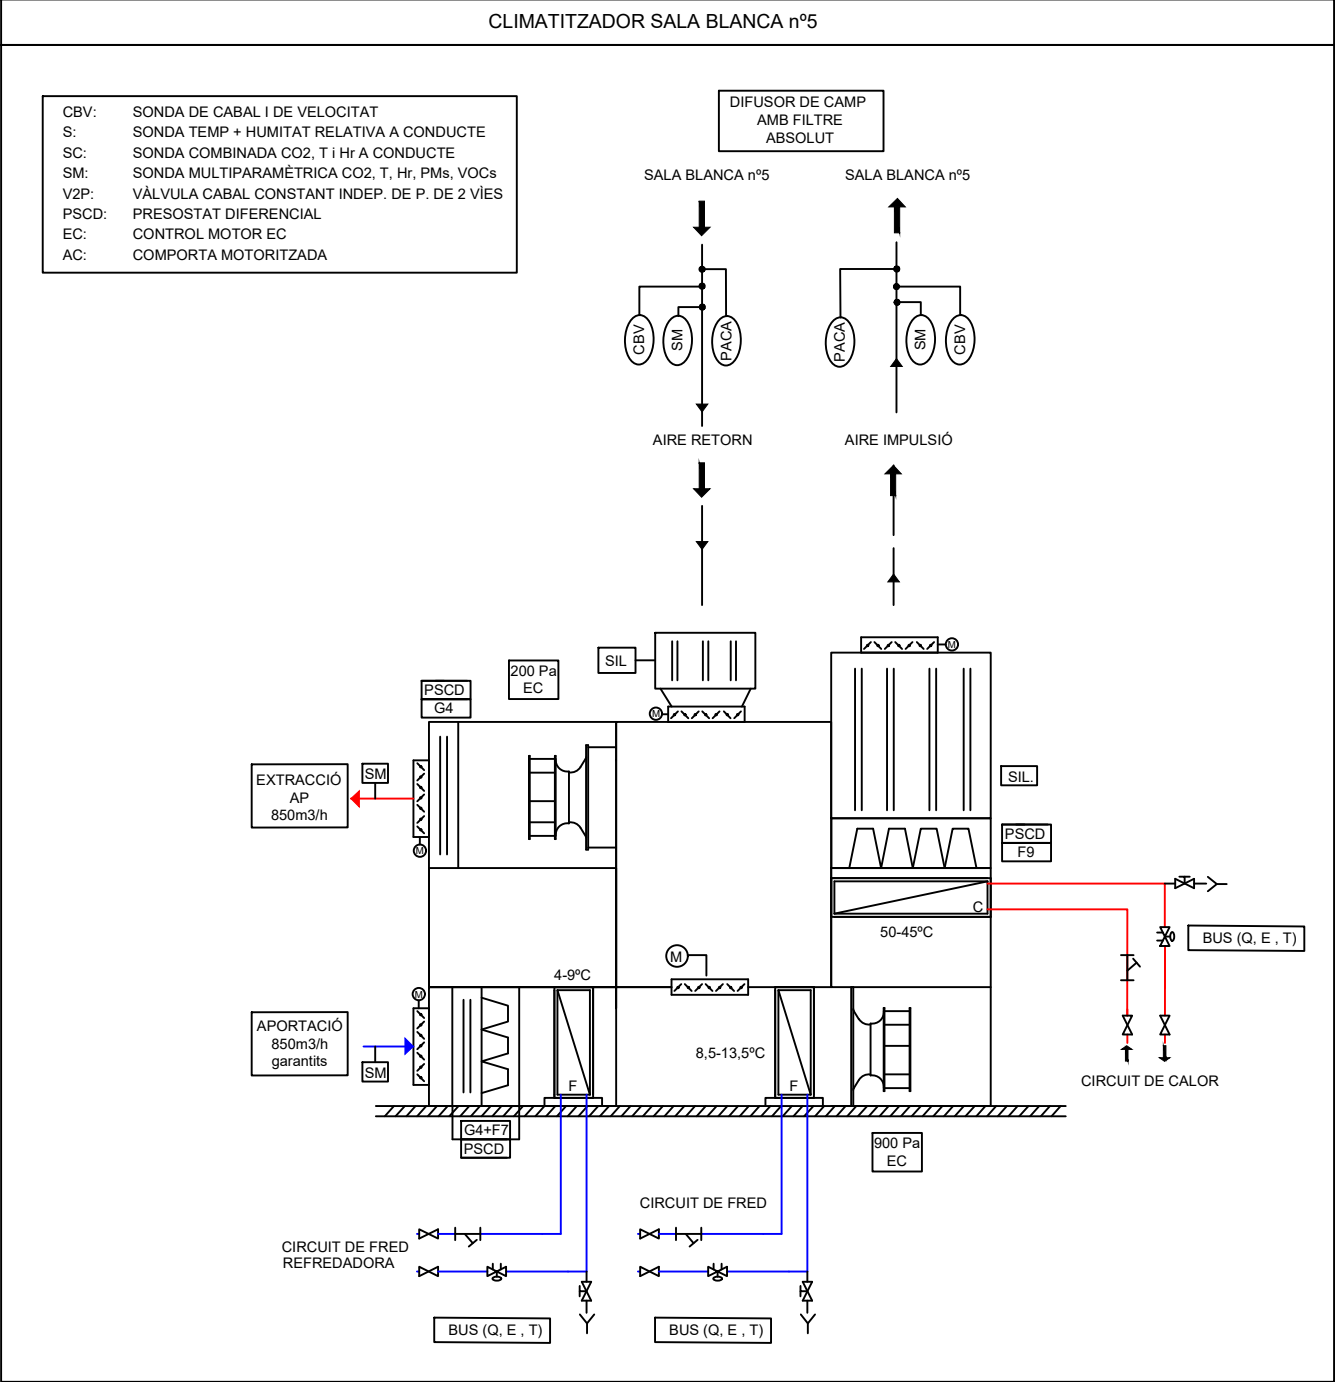 CLIMATITZADOR SALA BLANCA nº5
CBV: SONDA DE CABAL I DE VELOCITAT
S: SONDA TEMP + HUMITAT RELATIVA A CONDUCTE
SC: SONDA COMBINADA CO2, T i Hr A CONDUCTE
SM: SONDA MULTIPARAMÈTRICA CO2, T, Hr, PMs, VOCs
V2P: VÀLVULA CABAL CONSTANT INDEP. DE P. DE 2 VÌES
PSCD: PRESOSTAT DIFERENCIAL
EC: CONTROL MOTOR EC
AC: COMPORTA MOTORITZADA
DIFUSOR DE CAMP
AMB FILTRE
ABSOLUT
SALA BLANCA nº5
SALA BLANCA nº5
CBV
SM
PACA
PACA
SM
CBV
AIRE RETORN
AIRE IMPULSIÓ
SIL
200 Pa
EC
PSCD
G4
M
M
EXTRACCIÓ
AP
850m3/h
SM
M
SIL.
PSCD
F9
C
50-45ºC
BUS (Q, E , T)
M
4-9ºC
M
APORTACIÓ
850m3/h
garantits
SM
8,5-13,5ºC
F
F
CIRCUIT DE CALOR
G4+F7
PSCD
900 Pa
EC
CIRCUIT DE FRED
CIRCUIT DE FRED
REFREDADORA
BUS (Q, E , T)
BUS (Q, E , T)